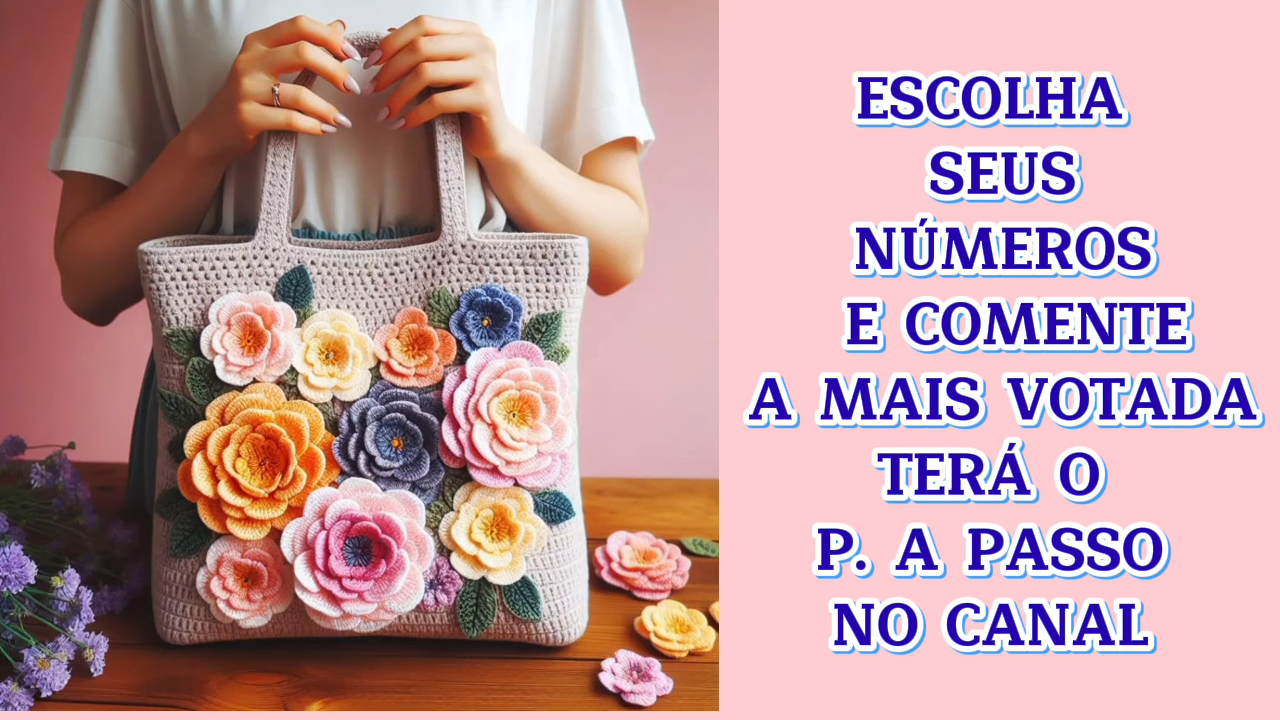 ESCOLHA
SEUS
NÚMEROS
E COMENTE
A MAIS VOTADA
TERÁ O
P. A PASSO
NO CANAL